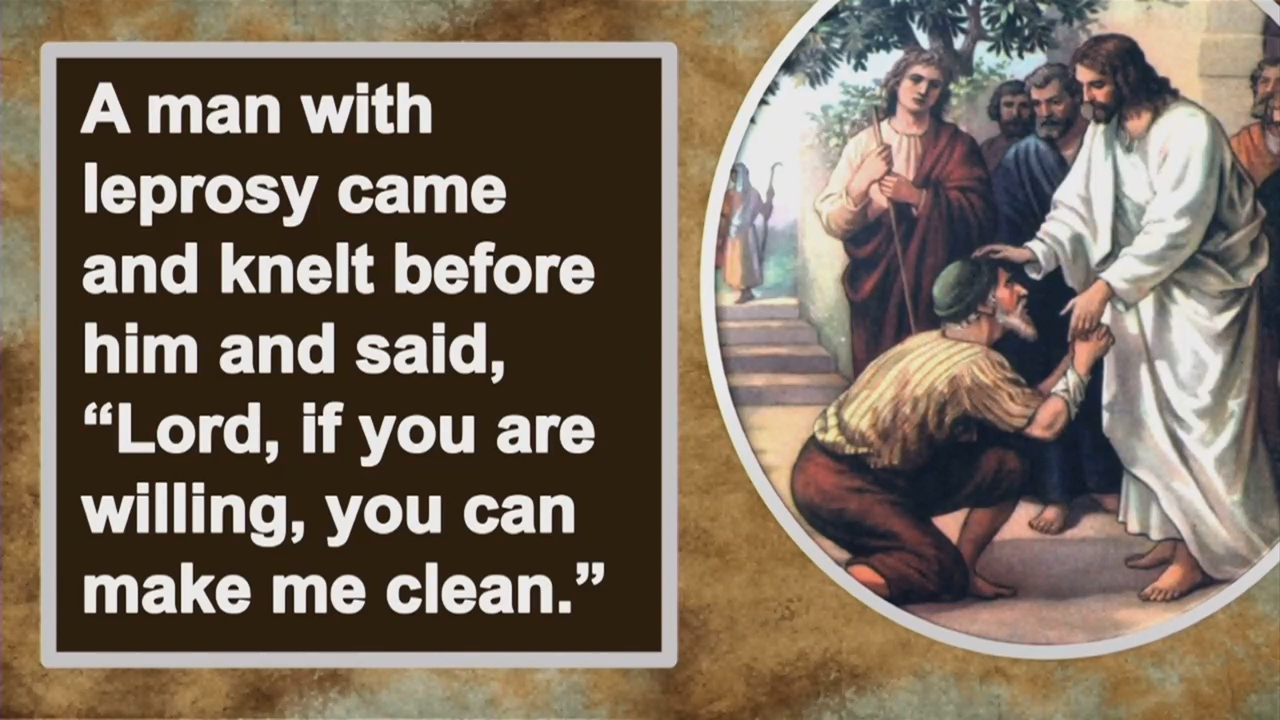 A man with
leprosy came
and knelt before
him and said,
“Lord, if you are
willing, you can
make me clean.”